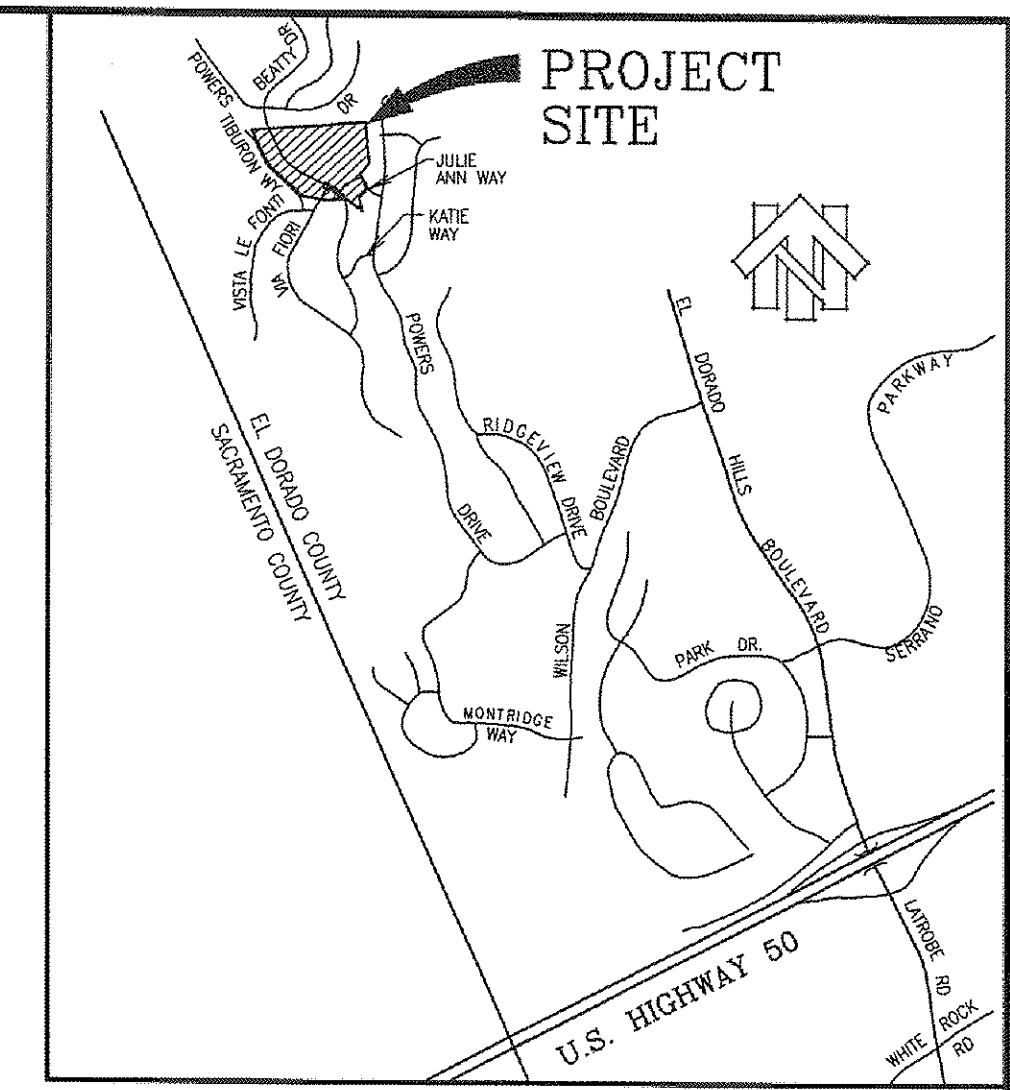 PROJECT
SITE
BEATTY DR
POWERS
DR
TIBURON WY
JULIE
ANN WAY
KATIE
WAY
VISTA LE FONTI
VIA FIORI
POWERS
DRIVE
RIDGEVIEW DRIVE
EL DORADO COUNTY
SACRAMENTO COUNTY
EL DORADO HILLS BOULEVARD
PARKWAY
SERRANO
BOULEVARD
WILSON
PARK DR.
MONTRIDGE
WAY
U.S. HIGHWAY 50
LATROBE RD
WHITE ROCK
RD